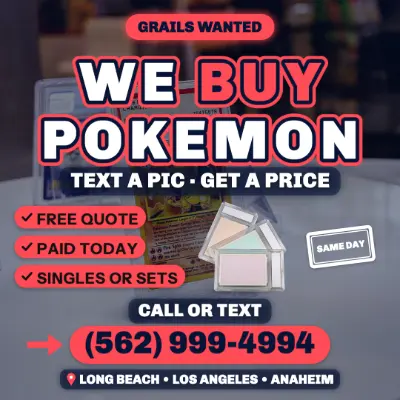 GRAILS WANTED
WE BUY
POKEMON
TEXT A PIC • GET A PRICE
FREE QUOTE
PAID TODAY
SINGLES OR SETS
SAME DAY
CALL OR TEXT
(562) 999-4994
LONG BEACH • LOS ANGELES • ANAHEIM